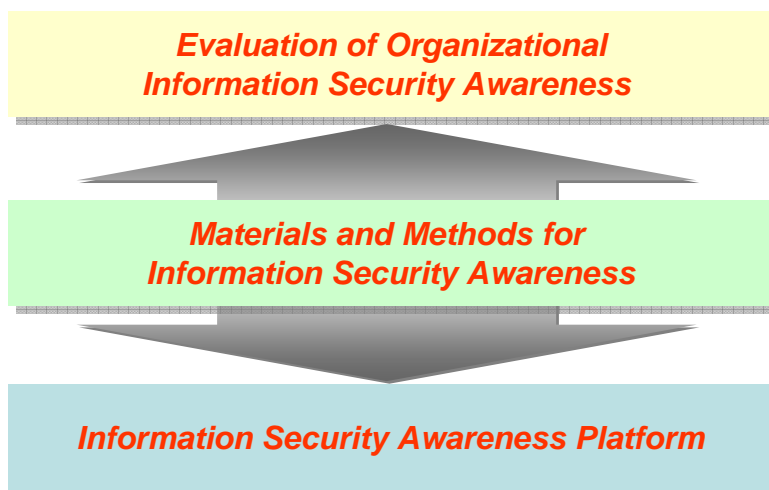 Evaluation of Organizational
Information Security Awareness
Materials and Methods for
Information Security Awareness
Information Security Awareness Platform